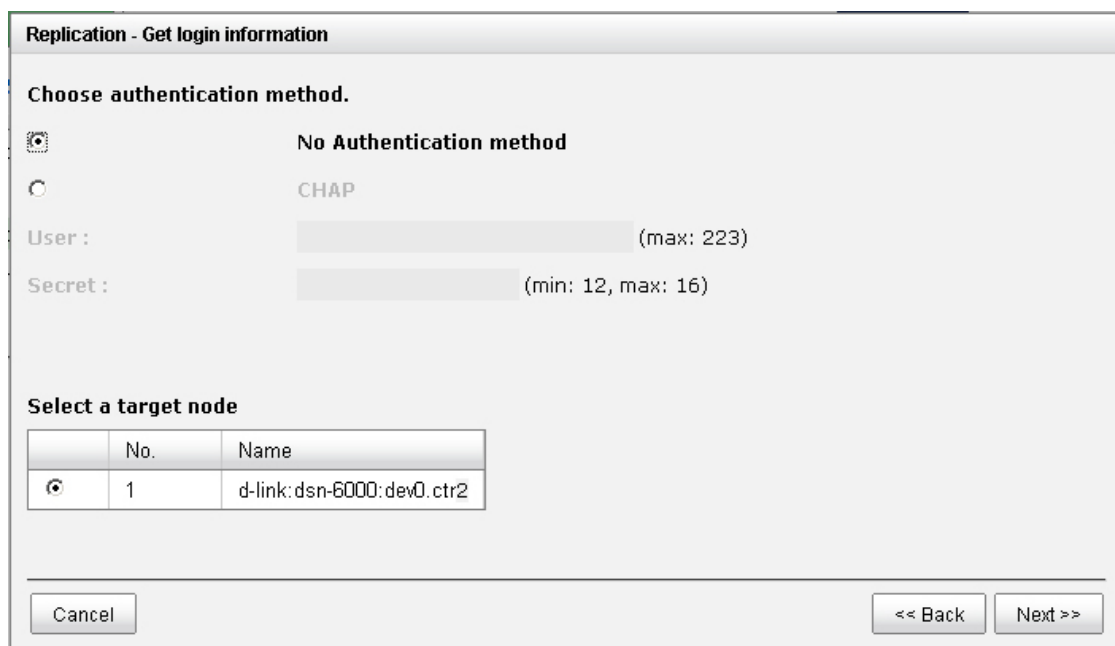 Replication - Get login information
Choose authentication method.
No Authentication method
CHAP
User : (max: 223)
Secret : (min: 12, max: 16)
Select a target node
No. Name
1 d-link:dsn-6000:dev0.ctr2
Cancel << Back Next >>